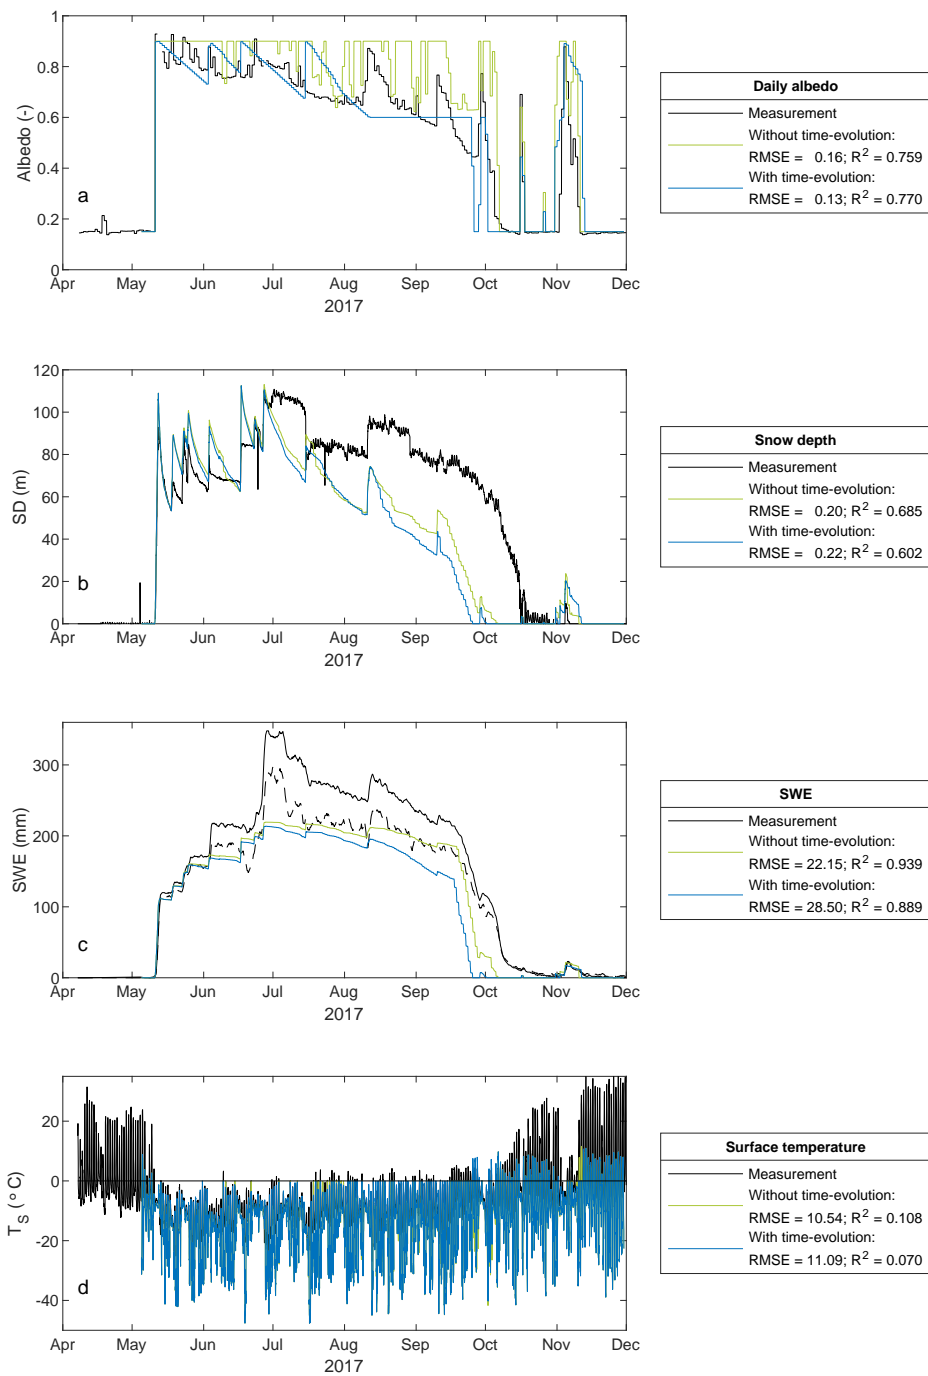 1
0.8
0.6
0.4
0.2
0
Albedo (-)
a
Apr May Jun Jul Aug Sep Oct Nov Dec
2017
Daily albedo
Measurement
Without time-evolution:
RMSE = 0.16; R² = 0.759
With time-evolution:
RMSE = 0.13; R² = 0.770
120
100
80
60
40
20
0
SD (m)
b
Apr May Jun Jul Aug Sep Oct Nov Dec
2017
Snow depth
Measurement
Without time-evolution:
RMSE = 0.20; R² = 0.685
With time-evolution:
RMSE = 0.22; R² = 0.602
300
200
100
0
SWE (mm)
c
Apr May Jun Jul Aug Sep Oct Nov Dec
2017
SWE
Measurement
Without time-evolution:
RMSE = 22.15; R² = 0.939
With time-evolution:
RMSE = 28.50; R² = 0.889
20
0
-20
-40
T_S (°C)
d
Apr May Jun Jul Aug Sep Oct Nov Dec
2017
Surface temperature
Measurement
Without time-evolution:
RMSE = 10.54; R² = 0.108
With time-evolution:
RMSE = 11.09; R² = 0.070